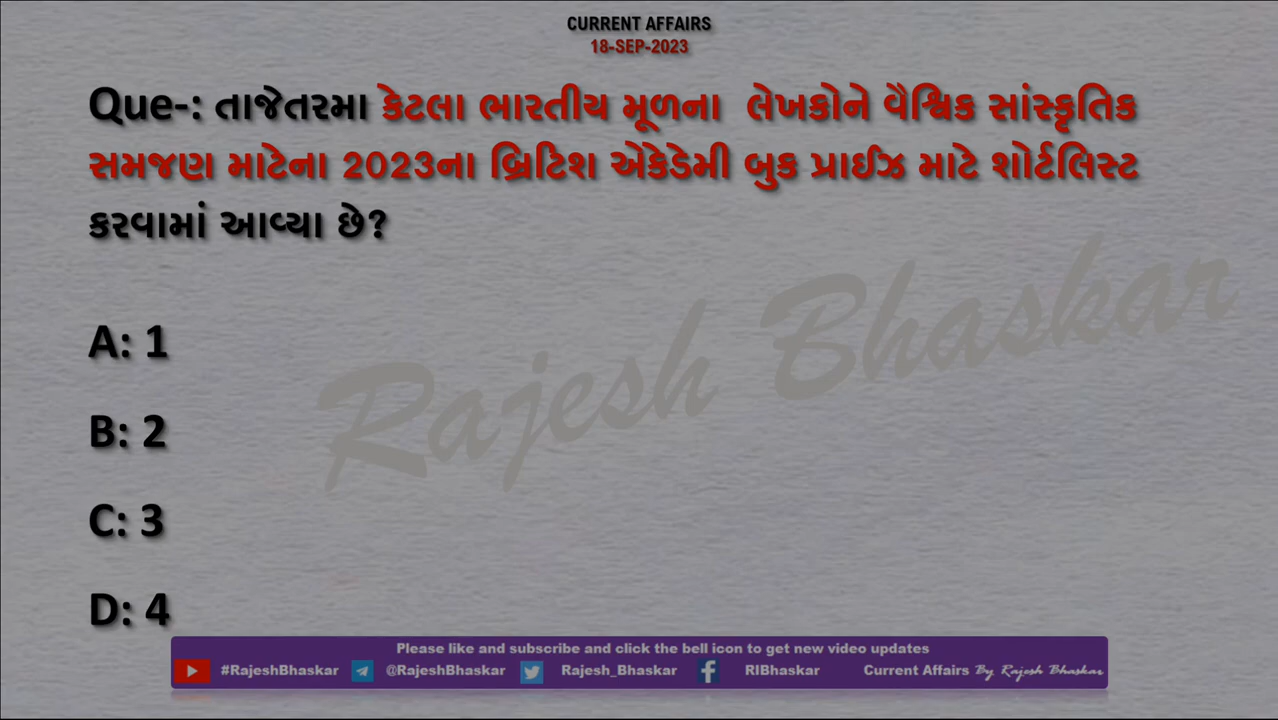 CURRENT AFFAIRS
18-SEP-2023
Que-: તાજેતરમા કેટલા ભારતીય મૂળના લેખકોને વૈશ્વિક સાંસ્કૃતિક
સમજણ માટેના 2023ના બ્રિટિશ એકેડેમી બુક પ્રાઈઝ માટે શોર્ટલિસ્ટ
કરવામાં આવ્યા છે?
Rajesh Bhaskar
A: 1
B: 2
C: 3
D: 4
Please like and subscribe and click the bell icon to get new video updates
#RajeshBhaskar @RajeshBhaskar Rajesh_Bhaskar RIBhaskar Current Affairs By Rajesh Bhaskar